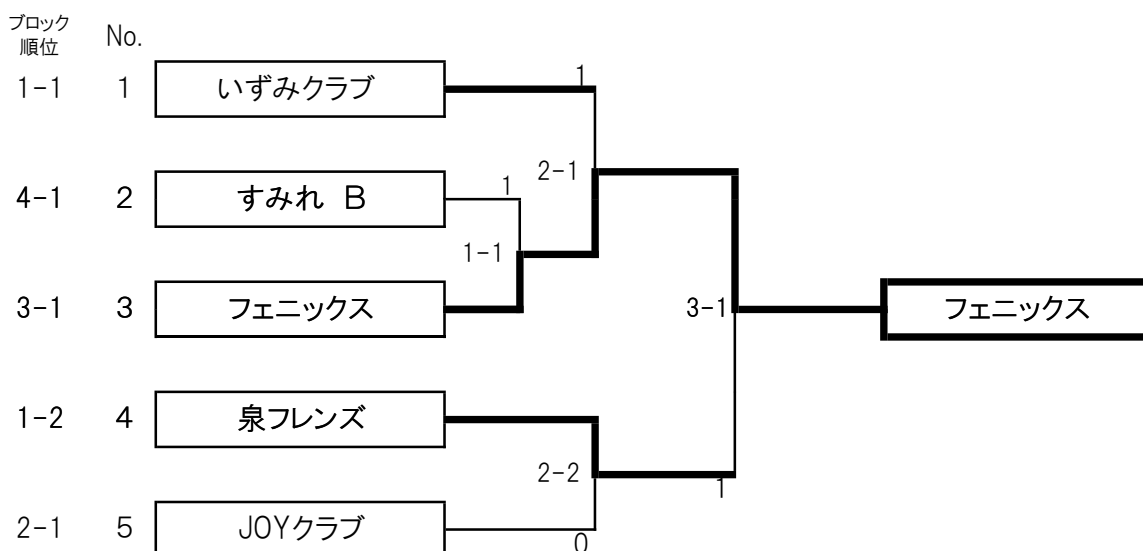 ブロック
順位
No.
1-1 1 いずみクラブ 1
2-1
4-1 2 すみれ B 1
1-1
3-1 3 フェニックス 3-1 フェニックス
1-2 4 泉フレンズ
2-2 1
2-1 5 JOYクラブ 0